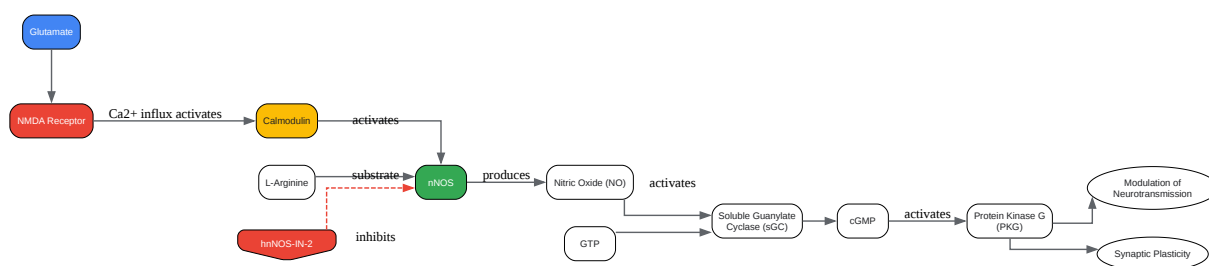 Glutamate
NMDA Receptor
Ca2+ influx activates
Calmodulin
activates
L-Arginine
substrate
nNOS
produces
Nitric Oxide (NO)
activates
hnNOS-IN-2
inhibits
GTP
Soluble Guanylate
Cyclase (sGC)
cGMP
activates
Protein Kinase G
(PKG)
Modulation of
Neurotransmission
Synaptic Plasticity